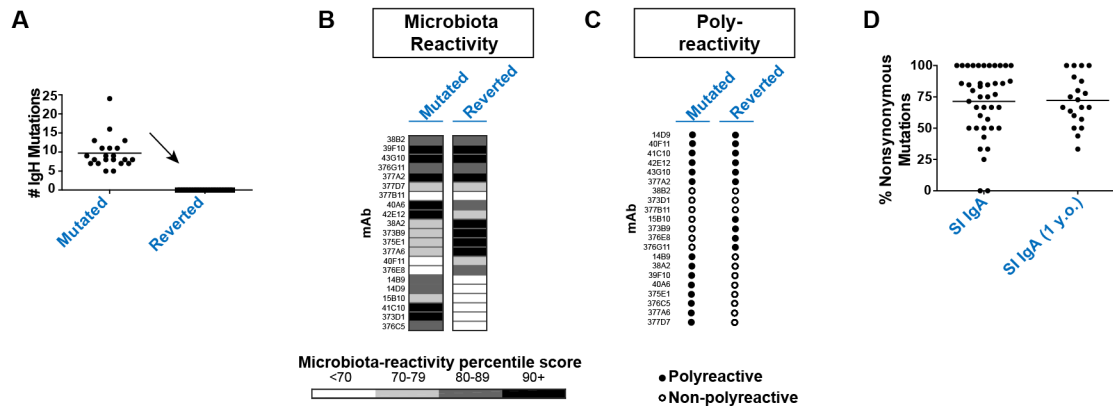 A
# IgH Mutations
25
20
15
10
5
0
Mutated
Reverted
B
Microbiota
Reactivity
Mutated
Reverted
mAb
38B2
39F10
43G10
376G11
377A2
377D7
377B11
40A6
42E12
38A2
373B9
375E1
377A6
40F11
376E8
14B9
14D9
15B10
41C10
373D1
376C5
Microbiota-reactivity percentile score
<70 70-79 80-89 90+
C
Poly-
reactivity
Mutated
Reverted
mAb
14D9
40F11
41C10
42E12
43G10
377A2
38B2
373D1
377B11
15B10
373B9
376E8
376G11
14B9
38A2
39F10
40A6
375E1
376C5
377A6
377D7
Polyreactive
Non-polyreactive
D
% Nonsynonymous
Mutations
100
75
50
25
0
SI IgA
SI IgA (1 y.o.)